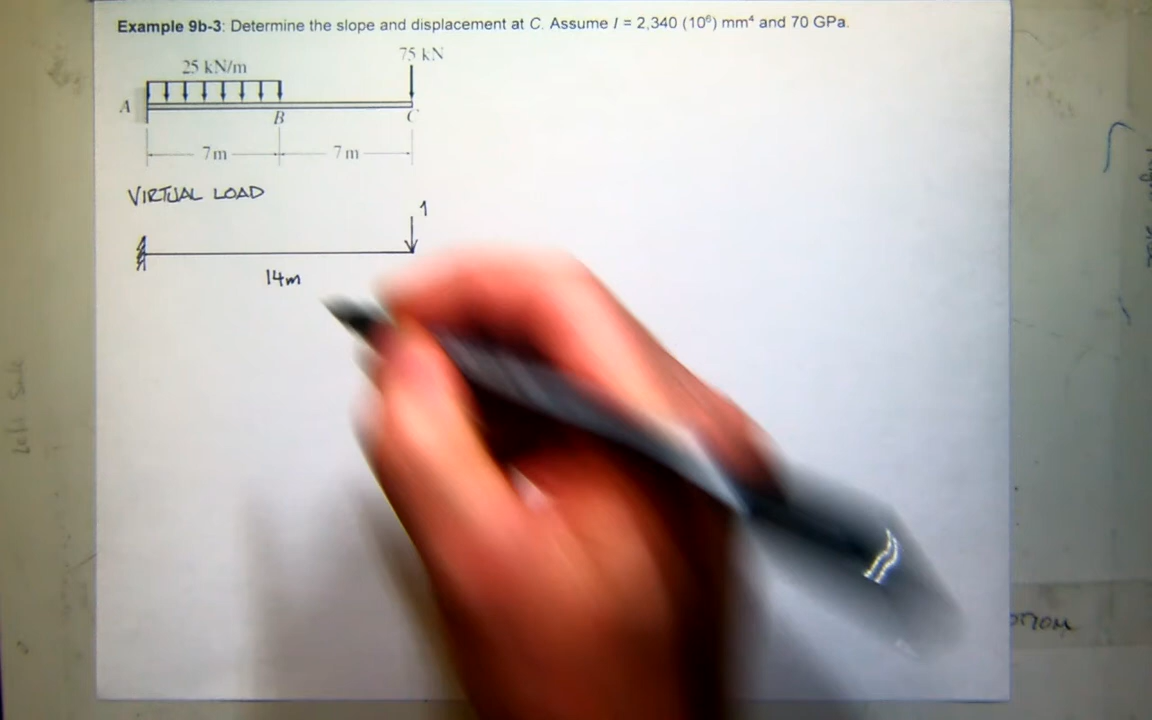 Example 9b-3: Determine the slope and displacement at C. Assume I = 2,340 (10⁶) mm⁴ and 70 GPa.
75 kN
25 kN/m
A
B
C
7m
7m
VIRTUAL LOAD
1
14m